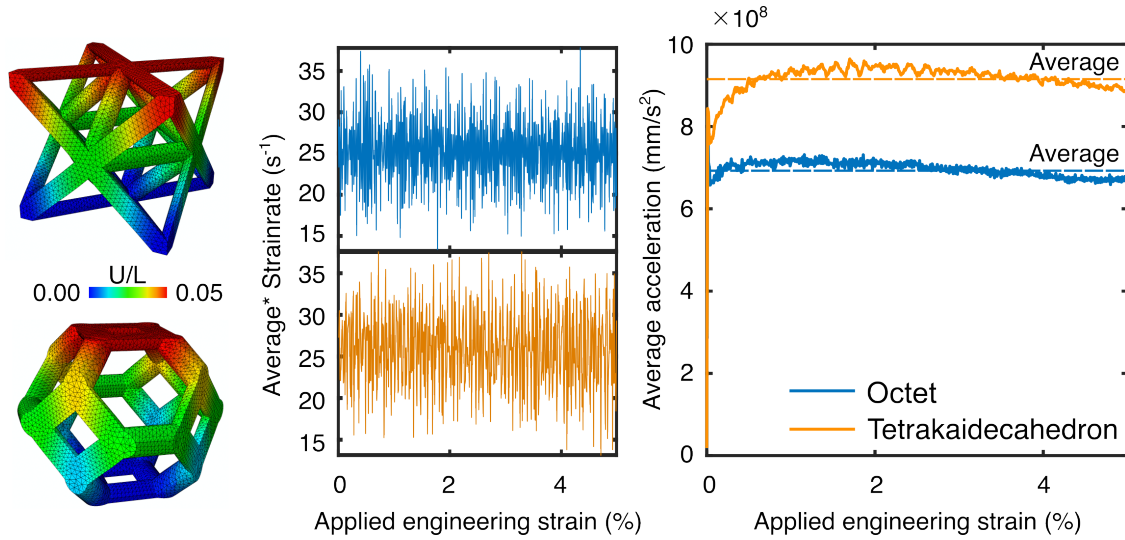 U/L
0.00 0.05
Average* Strainrate (s⁻¹)
35
30
25
20
15
35
30
25
20
15
0 2 4
Applied engineering strain (%)
×10⁸
Average acceleration (mm/s²)
10
8
6
4
2
0
Average
Average
Octet
Tetrakaidecahedron
0 2 4
Applied engineering strain (%)